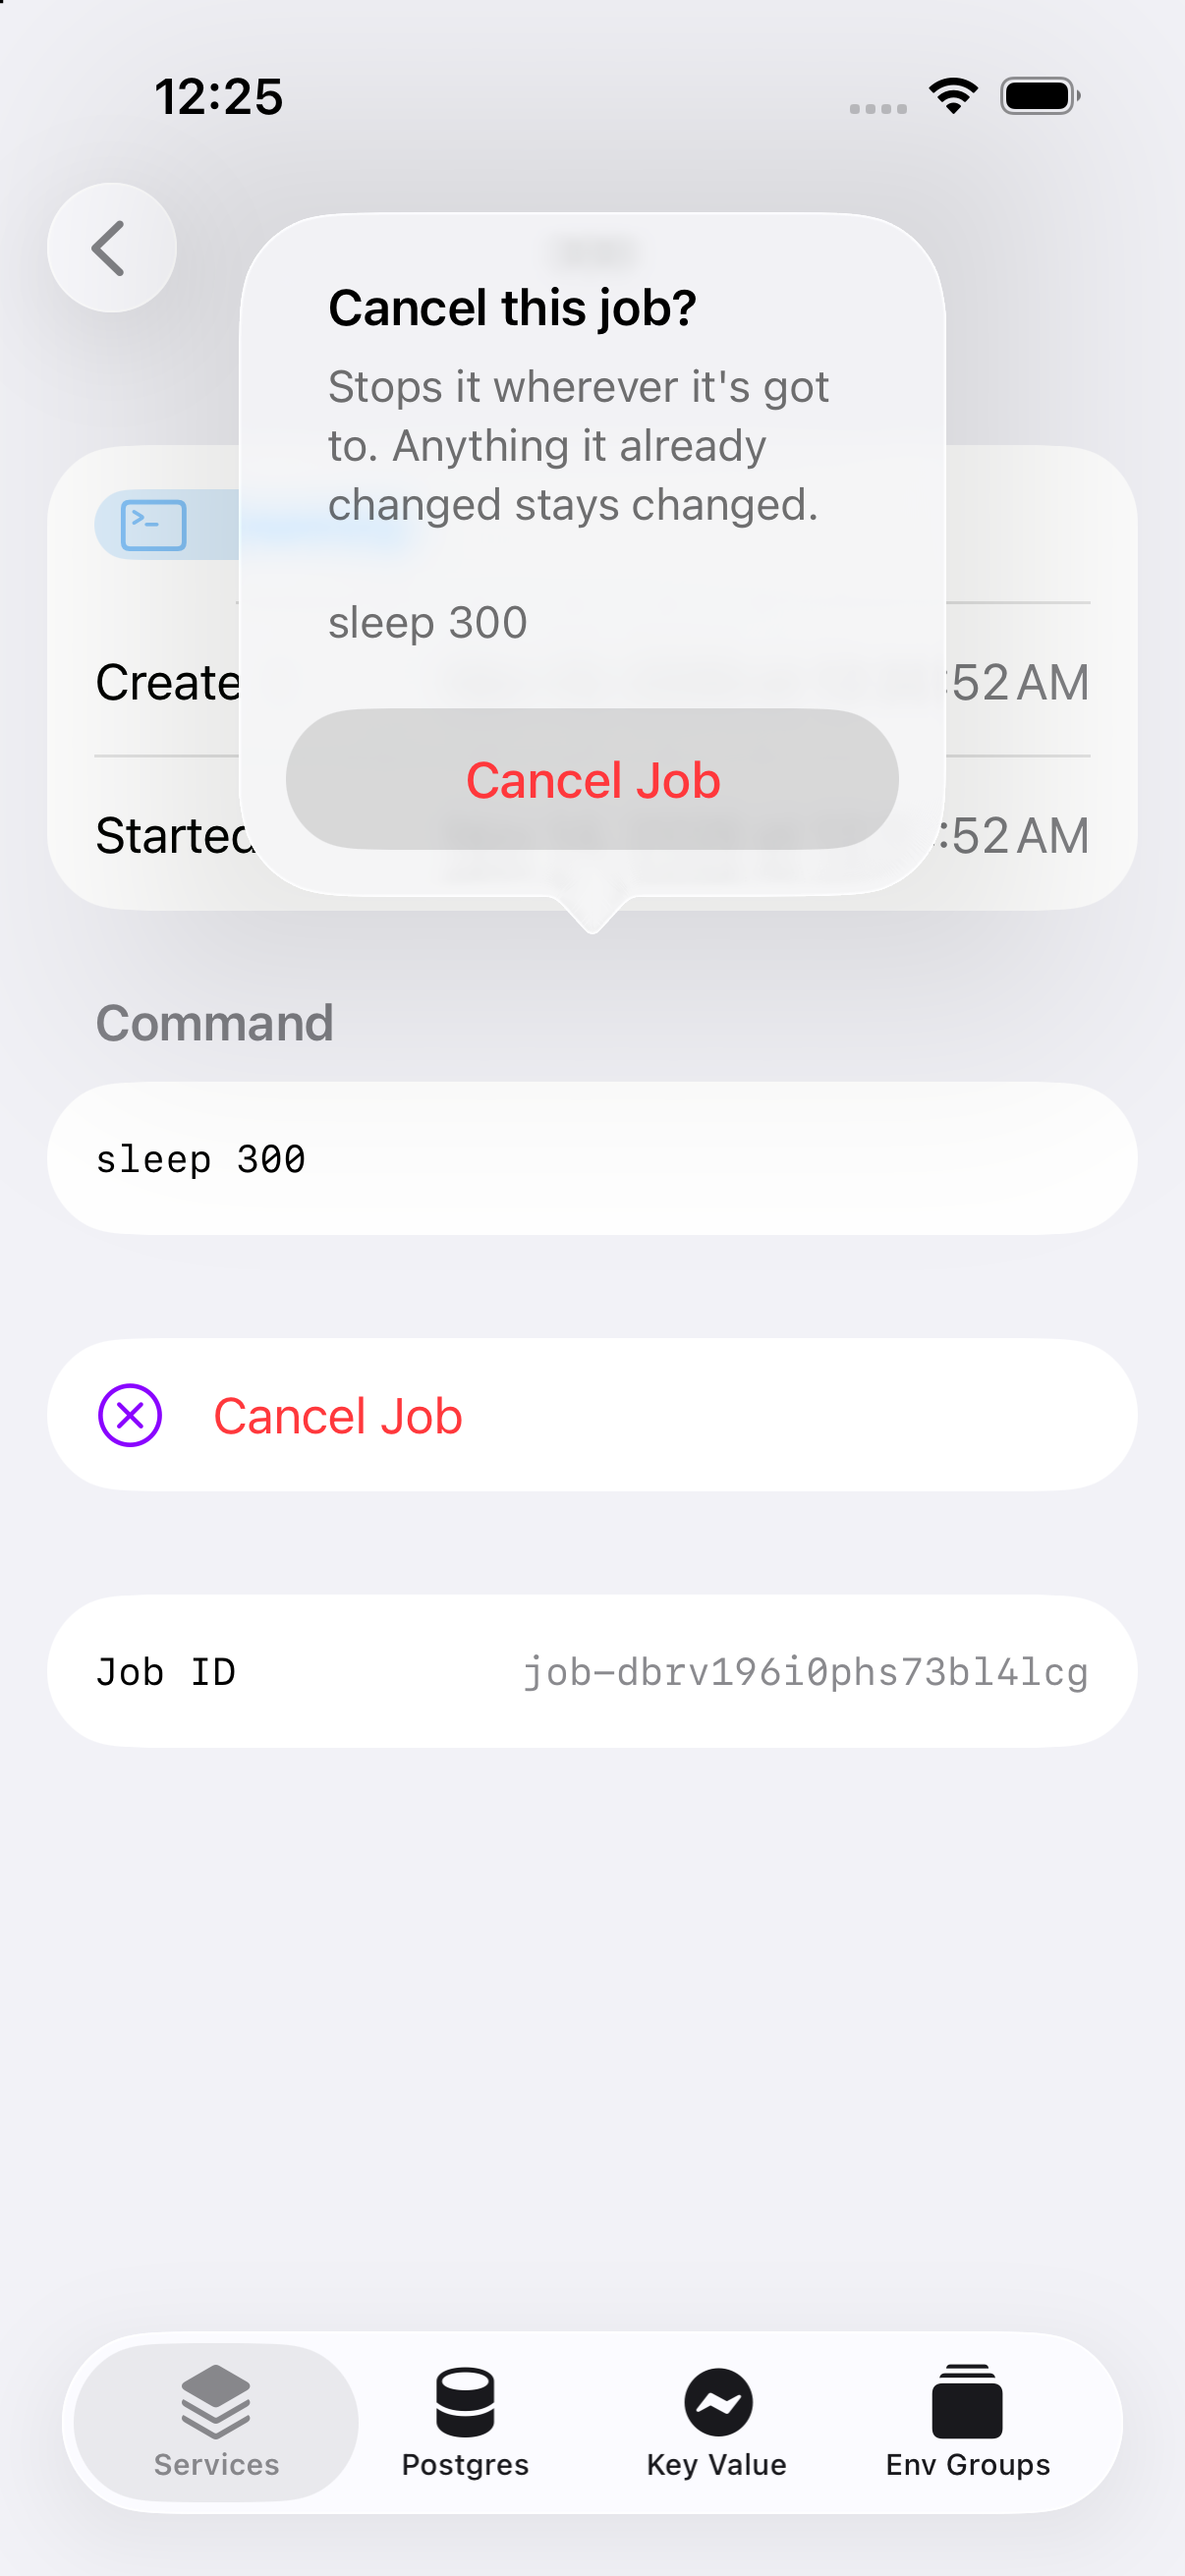 12:25
Cancel this job?
Stops it wherever it's got
to. Anything it already
changed stays changed.
sleep 300
Create
:52 AM
Cancel Job
Started
:52 AM
Command
sleep 300
Cancel Job
Job ID
job-dbrv196i0phs73bl4lcg
Services
Postgres
Key Value
Env Groups